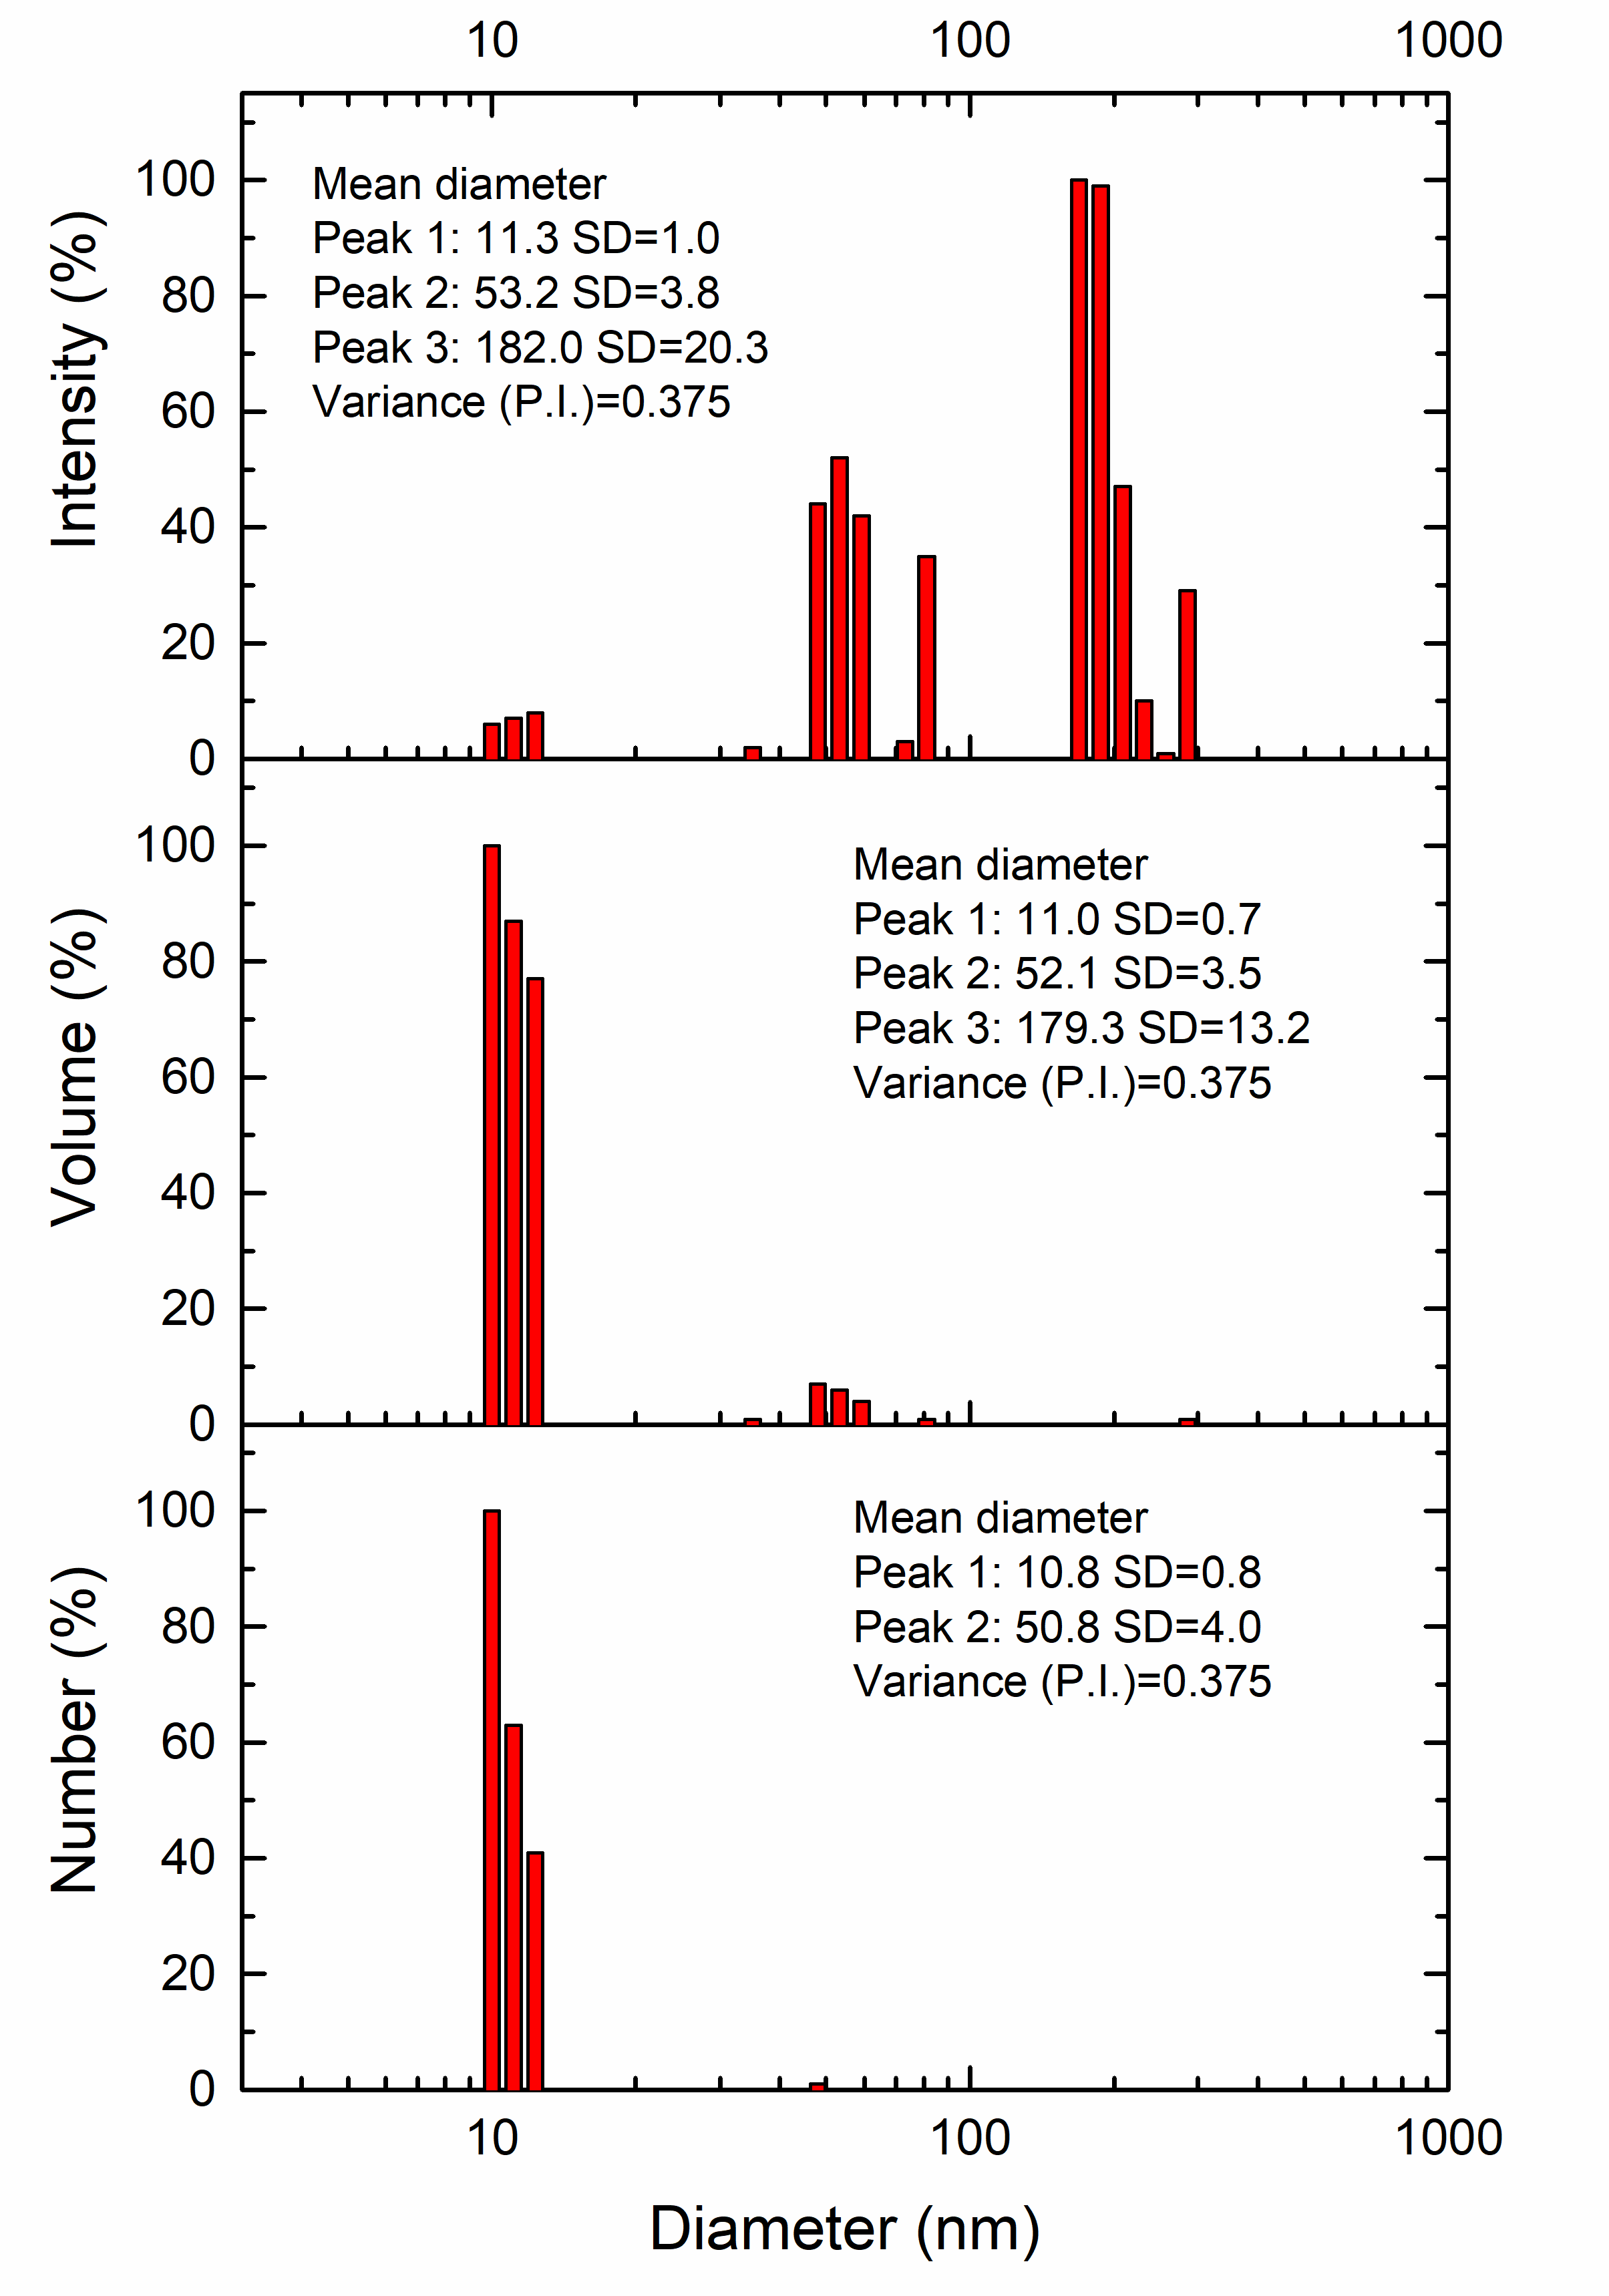 10 100 1000
Intensity (%)
100
80
60
40
20
0
Mean diameter
Peak 1: 11.3 SD=1.0
Peak 2: 53.2 SD=3.8
Peak 3: 182.0 SD=20.3
Variance (P.I.)=0.375
Volume (%)
100
80
60
40
20
0
Mean diameter
Peak 1: 11.0 SD=0.7
Peak 2: 52.1 SD=3.5
Peak 3: 179.3 SD=13.2
Variance (P.I.)=0.375
Number (%)
100
80
60
40
20
0
Mean diameter
Peak 1: 10.8 SD=0.8
Peak 2: 50.8 SD=4.0
Variance (P.I.)=0.375
10 100 1000
Diameter (nm)